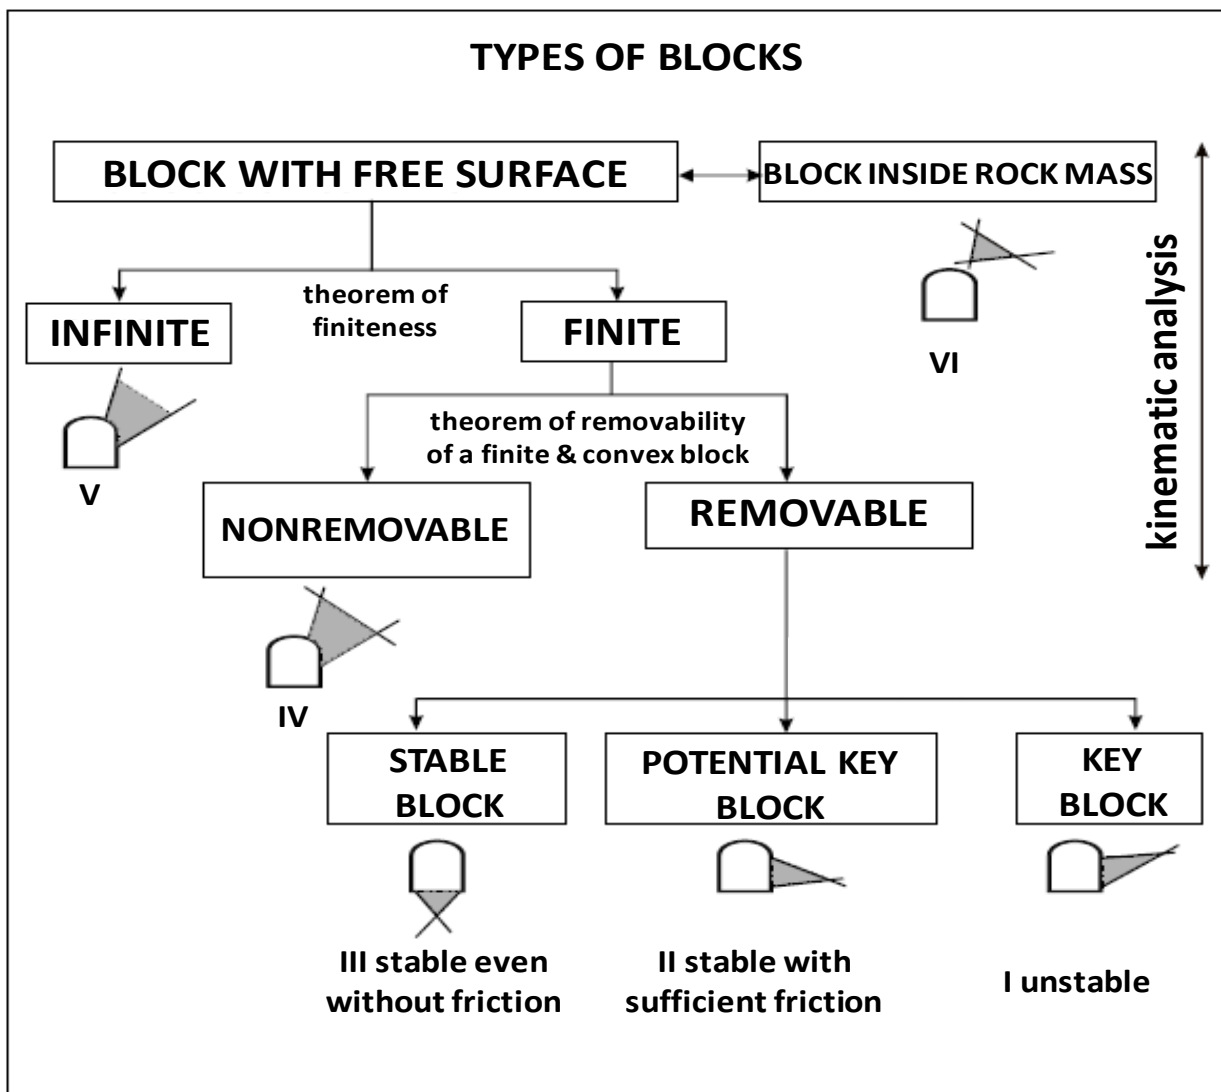 TYPES OF BLOCKS
BLOCK WITH FREE SURFACE
BLOCK INSIDE ROCK MASS
theorem of
finiteness
INFINITE
FINITE
VI
kinematic analysis
V
theorem of removability
of a finite & convex block
NONREMOVABLE
REMOVABLE
IV
STABLE
BLOCK
POTENTIAL KEY
BLOCK
KEY
BLOCK
III stable even
without friction
II stable with
sufficient friction
I unstable